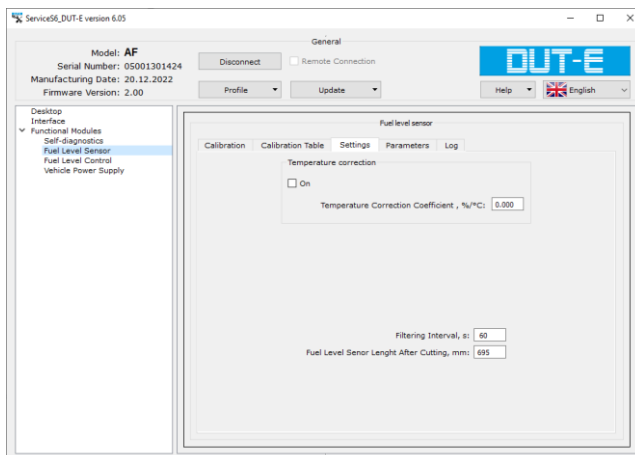 ServiceS6_DUT-E version 6.05
General
Model: AF
Serial Number: 05001301424
Manufacturing Date: 20.12.2022
Firmware Version: 2.00
Disconnect
Remote Connection
Profile
Update
DUT-E
Help
English
Desktop
Interface
Functional Modules
Self-diagnostics
Fuel Level Sensor
Fuel Level Control
Vehicle Power Supply
Fuel level sensor
Calibration Calibration Table Settings Parameters Log
Temperature correction
On
Temperature Correction Coefficient , %/°C: 0.000
Filtering Interval, s: 60
Fuel Level Senor Lenght After Cutting, mm: 695